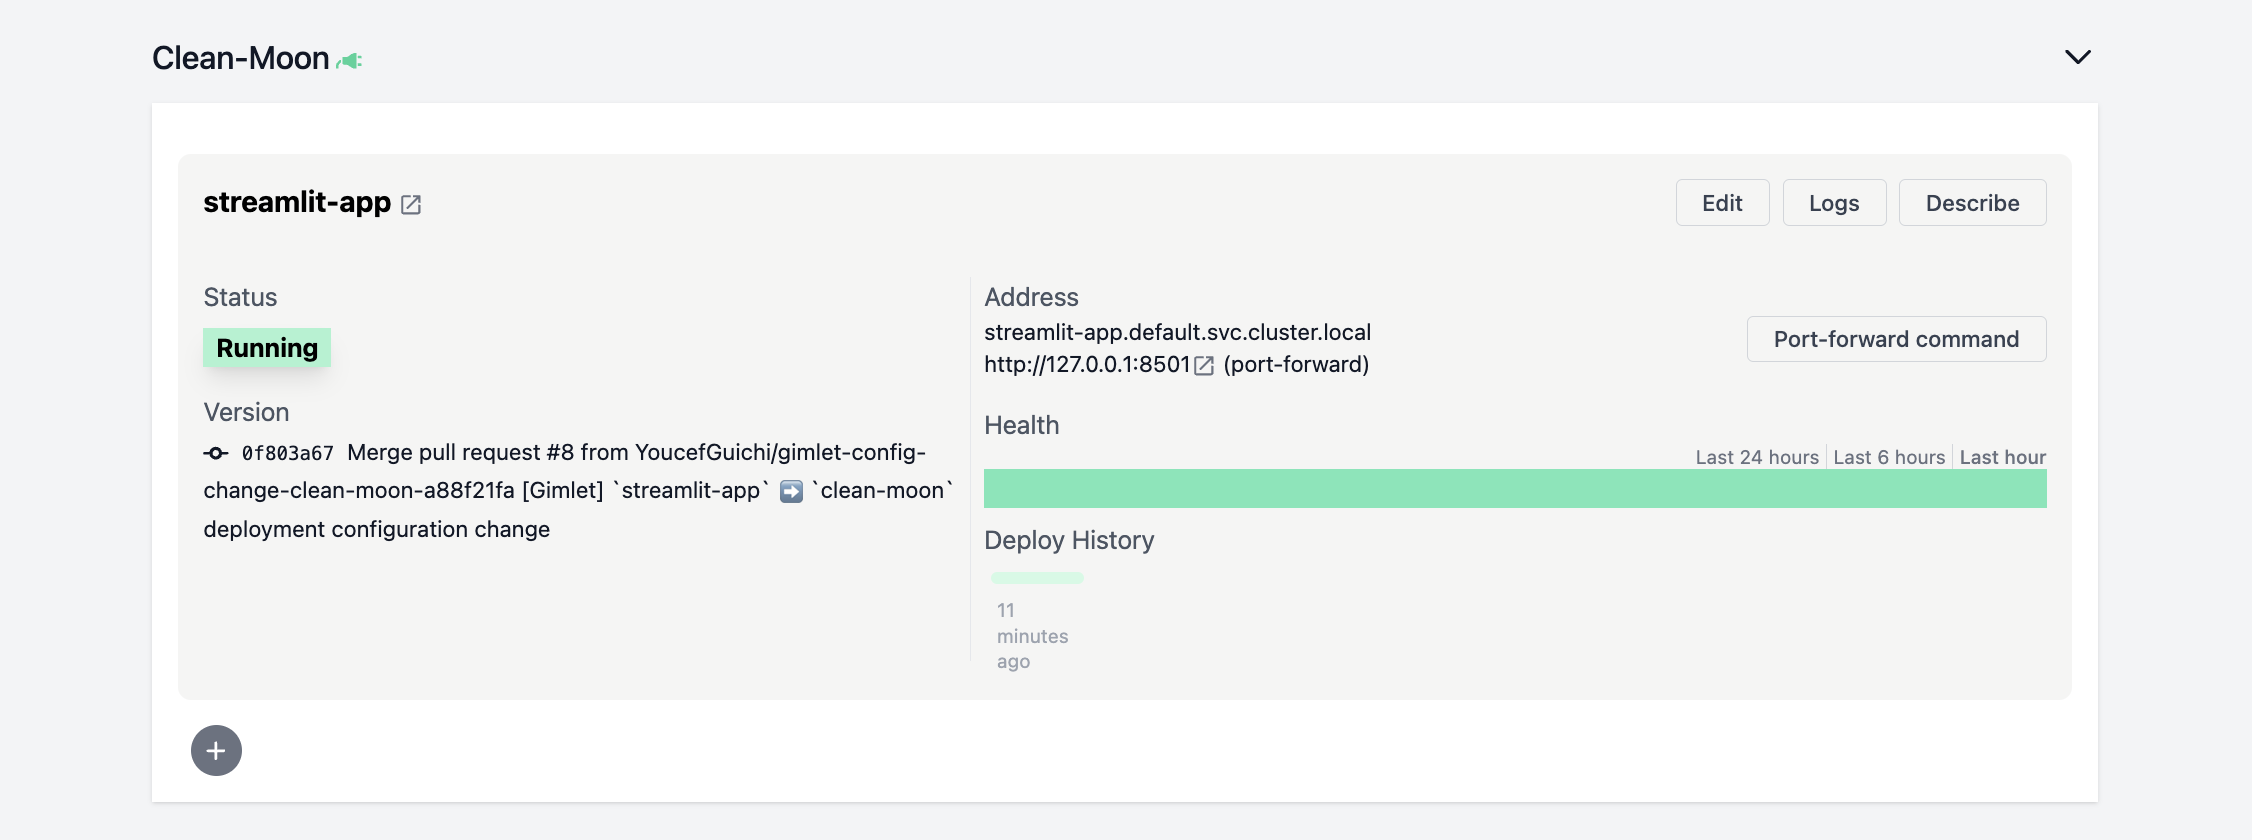 Clean-Moon
streamlit-app
Edit
Logs
Describe
Status
Running
Version
0f803a67 Merge pull request #8 from YoucefGuichi/gimlet-config-
change-clean-moon-a88f21fa [Gimlet] `streamlit-app` ➡️ `clean-moon`
deployment configuration change
Address
streamlit-app.default.svc.cluster.local
http://127.0.0.1:8501 (port-forward)
Port-forward command
Health
Last 24 hours
Last 6 hours
Last hour
Deploy History
11
minutes
ago